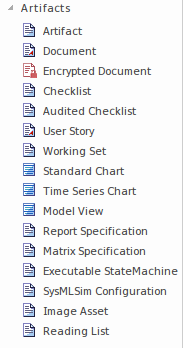 Artifacts
Artifact
Document
Encrypted Document
Checklist
Audited Checklist
User Story
Working Set
Standard Chart
Time Series Chart
Model View
Report Specification
Matrix Specification
Executable StateMachine
SysMLSim Configuration
Image Asset
Reading List